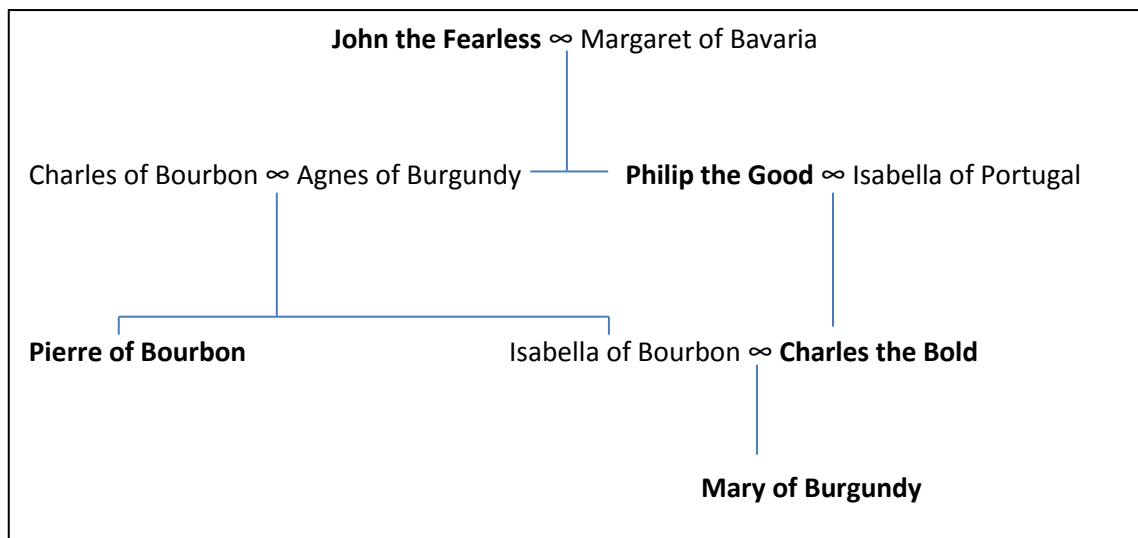 John the Fearless ∞ Margaret of Bavaria
Charles of Bourbon ∞ Agnes of Burgundy Philip the Good ∞ Isabella of Portugal
Pierre of Bourbon Isabella of Bourbon ∞ Charles the Bold
Mary of Burgundy